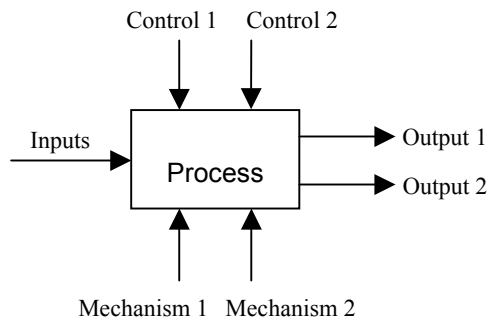 Control 1 Control 2
Inputs
Output 1
Process
Output 2
Mechanism 1 Mechanism 2